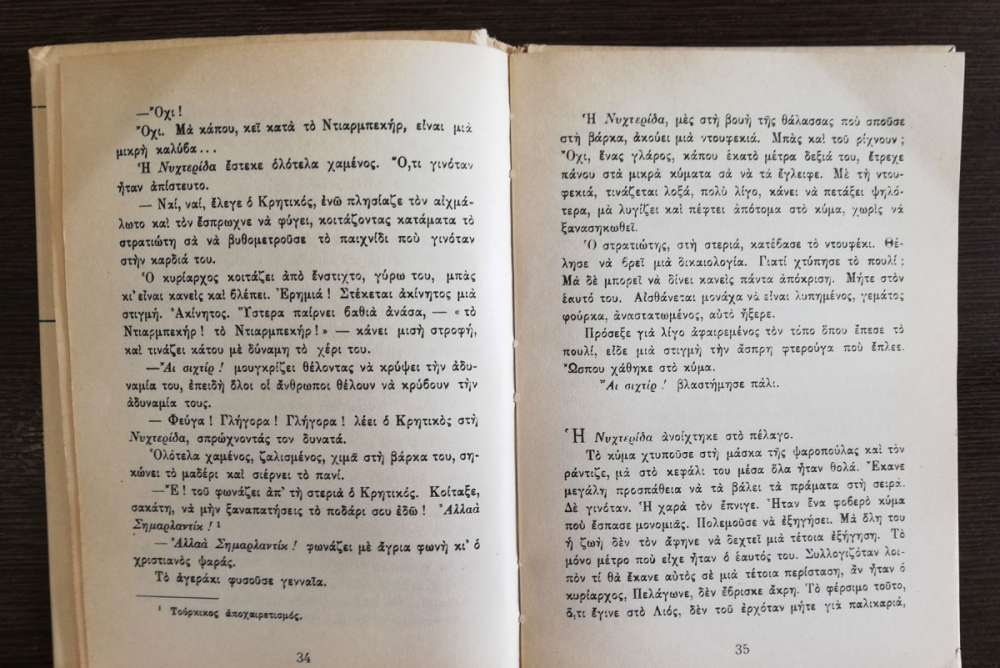 —Ὄχι !
Ὄχι. Μὰ κάπου, κεῖ κατὰ τὸ Ντιαρμπεκήρ, εἶναι μιὰ
μικρὴ καλύβα...
Ἡ Νυχτερίδα ἔστεκε ὁλότελα χαμένος. Ὅ,τι γινόταν
ἦταν ἀπίστευτο.
— Ναί, ναί, ἔλεγε ὁ Κρητικός, ἐνῶ πλησίαζε τὸν αἰχμά-
λωτο καὶ τὸν ἔσπρωχνε νὰ φύγει, κοιτάζοντας κατάματα τὸ
στρατιώτη σὰ νὰ βυθομετροῦσε τὸ παιχνίδι ποὺ γινόταν
στὴν καρδιά του.
Ὁ κυρίαρχος κοιτάζει ἀπὸ ἔνστιχτο, γύρω του, μπὰς
κι' εἶναι κανεὶς καὶ βλέπει. Ἐρημιά ! Στέκεται ἀκίνητος μιὰ
στιγμή. Ἀκίνητος. Ὕστερα παίρνει βαθιὰ ἀνάσα, — « τὸ
Ντιαρμπεκήρ ! τὸ Ντιαρμπεκήρ ! » — κάνει μισὴ στροφή,
καὶ τινάζει κάτου μὲ δύναμη τὸ χέρι του.
—Ἄι σιχτίρ ! μουγκρίζει θέλοντας νὰ κρύψει τὴν ἀδυ-
ναμία του, ἐπειδὴ ὅλοι οἱ ἄνθρωποι θέλουν νὰ κρύβουν τὴν
ἀδυναμία τους.
— Φεύγα ! Γλήγορα ! Γλήγορα ! λέει ὁ Κρητικὸς στὴ
Νυχτερίδα, σπρώχνοντάς τον δυνατά.
Ὁλότελα χαμένος, ζαλισμένος, χιμᾶ στὴ βάρκα του, ση-
κώνει τὸ μαδέρι καὶ σιέρνει τὸ πανί.
—Ἔ ! τοῦ φωνάζει ἀπ' τὴ στεριὰ ὁ Κρητικός. Κοίταξε,
σακάτη, νὰ μὴν ξαναπατήσεις τὸ ποδάρι σου ἐδῶ ! Ἀλλαὰ
Σημαρλαντίκ ! ¹
— Ἀλλαὰ Σημαρλαντίκ ! φωνάζει μὲ ἄγρια φωνὴ κι' ὁ
χριστιανὸς ψαράς.
Τὸ ἀγεράκι φυσοῦσε γενναῖα.
¹ Τούρκικος ἀποχαιρετισμός.
34
Ἡ Νυχτερίδα, μὲς στὴ βουὴ τῆς θάλασσας ποὺ σποῦσε
στὴ βάρκα, ἀκούει μιὰ ντουφεκιά. Μπὰς καὶ τοῦ ρίχνουν ;
Ὄχι, ἕνας γλάρος, κάπου ἑκατὸ μέτρα δεξιά του, ἔτρεχε
πάνου στὰ μικρὰ κύματα σὰ νὰ τά ἔγλειφε. Μὲ τὴ ντου-
φεκιά, τινάζεται λοξά, πολὺ λίγο, κάνει νὰ πετάξει ψηλό-
τερα, μὰ λυγίζει καὶ πέφτει ἀπότομα στὸ κύμα, χωρὶς νὰ
ξανασηκωθεῖ.
Ὁ στρατιώτης, στὴ στεριά, κατέβασε τὸ ντουφέκι. Θέ-
λησε νὰ βρεῖ μιὰ δικαιολογία. Γιατί χτύπησε τὸ πουλί ;
Μὰ δὲ μπορεῖ νὰ δίνει κανεὶς πάντα ἀπόκριση. Μήτε στὸν
ἑαυτό του. Αἰσθάνεται μονάχα νὰ εἶναι λυπημένος, γεμάτος
φούρκα, ἀναστατωμένος, αὐτὸ ἤξερε.
Πρόσεξε γιὰ λίγο ἀφαιρεμένος τὸν τόπο ὅπου ἔπεσε τὸ
πουλί, εἶδε μιὰ στιγμὴ τὴν ἄσπρη φτερούγα ποὺ ἔπλεε.
Ὥσπου χάθηκε στὸ κύμα.
Ἄι σιχτίρ ! βλαστήμησε πάλι.
Ἡ Νυχτερίδα ἀνοίχτηκε στὸ πέλαγο.
Τὸ κύμα χτυποῦσε στὴ μάσκα τῆς ψαροπούλας καὶ τὸν
ράντιζε, μὰ στὸ κεφάλι του μέσα ὅλα ἦταν θολά. Ἔκανε
μεγάλη προσπάθεια νὰ τὰ βάλει τὰ πράματα στὴ σειρά.
Δὲ γινόταν. Ἡ χαρὰ τὸν ἔπνιγε. Ἦταν ἕνα φοβερὸ κύμα
ποὺ ἔσπασε μονομιᾶς. Πολεμοῦσε νὰ ἐξηγήσει. Μὰ ὅλη του
ἡ ζωὴ δὲν τὸν ἄφηνε νὰ δεχτεῖ μιὰ τέτοια ἐξήγηση. Τὸ
μόνο μέτρο ποὺ εἶχε ἦταν ὁ ἑαυτός του. Συλλογιζόταν λοι-
πὸν τί θὰ ἔκανε αὐτὸς σὲ μιὰ τέτοια περίσταση, ἂν ἦταν ὁ
κυρίαρχος, Πελάγωνε, δὲν ἔβρισκε ἄκρη. Τὸ φέρσιμο τοῦτο,
ὅ,τι ἔγινε στὸ Λιός, δὲν τοῦ ἐρχόταν μήτε γιὰ παλικαριά,
35